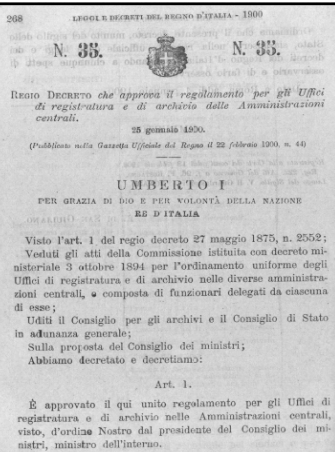 268 LEGGI E DECRETI DEL REGNO D'ITALIA - 1900
N. 35. N. 35.
REGIO DECRETO che approva il regolamento per gli Uffici
di registratura e di archivio delle Amministrazioni
centrali.
25 gennaio 1900.
(Pubblicato nella Gazzetta Ufficiale del Regno il 22 febbraio 1900, n. 44)
UMBERTO I
PER GRAZIA DI DIO E PER VOLONTÀ DELLA NAZIONE
RE D'ITALIA
Visto l'art. 1 del regio decreto 27 maggio 1875, n. 2552;
Veduti gli atti della Commissione istituita con decreto mi-
nisteriale 3 ottobre 1894 per l'ordinamento uniforme degli
Uffici di registratura e di archivio nelle diverse amministra-
zioni centrali, e composta di funzionari delegati da ciascuna
di esse;
Uditi il Consiglio per gli archivi e il Consiglio di Stato
in adunanza generale;
Sulla proposta del Consiglio dei ministri;
Abbiamo decretato e decretiamo:
Art. 1.
È approvato il qui unito regolamento per gli Uffici di
registratura e di archivio nelle Amministrazioni centrali,
visto, d'ordine Nostro dal presidente del Consiglio dei mi-
nistri, ministro dell'interno.